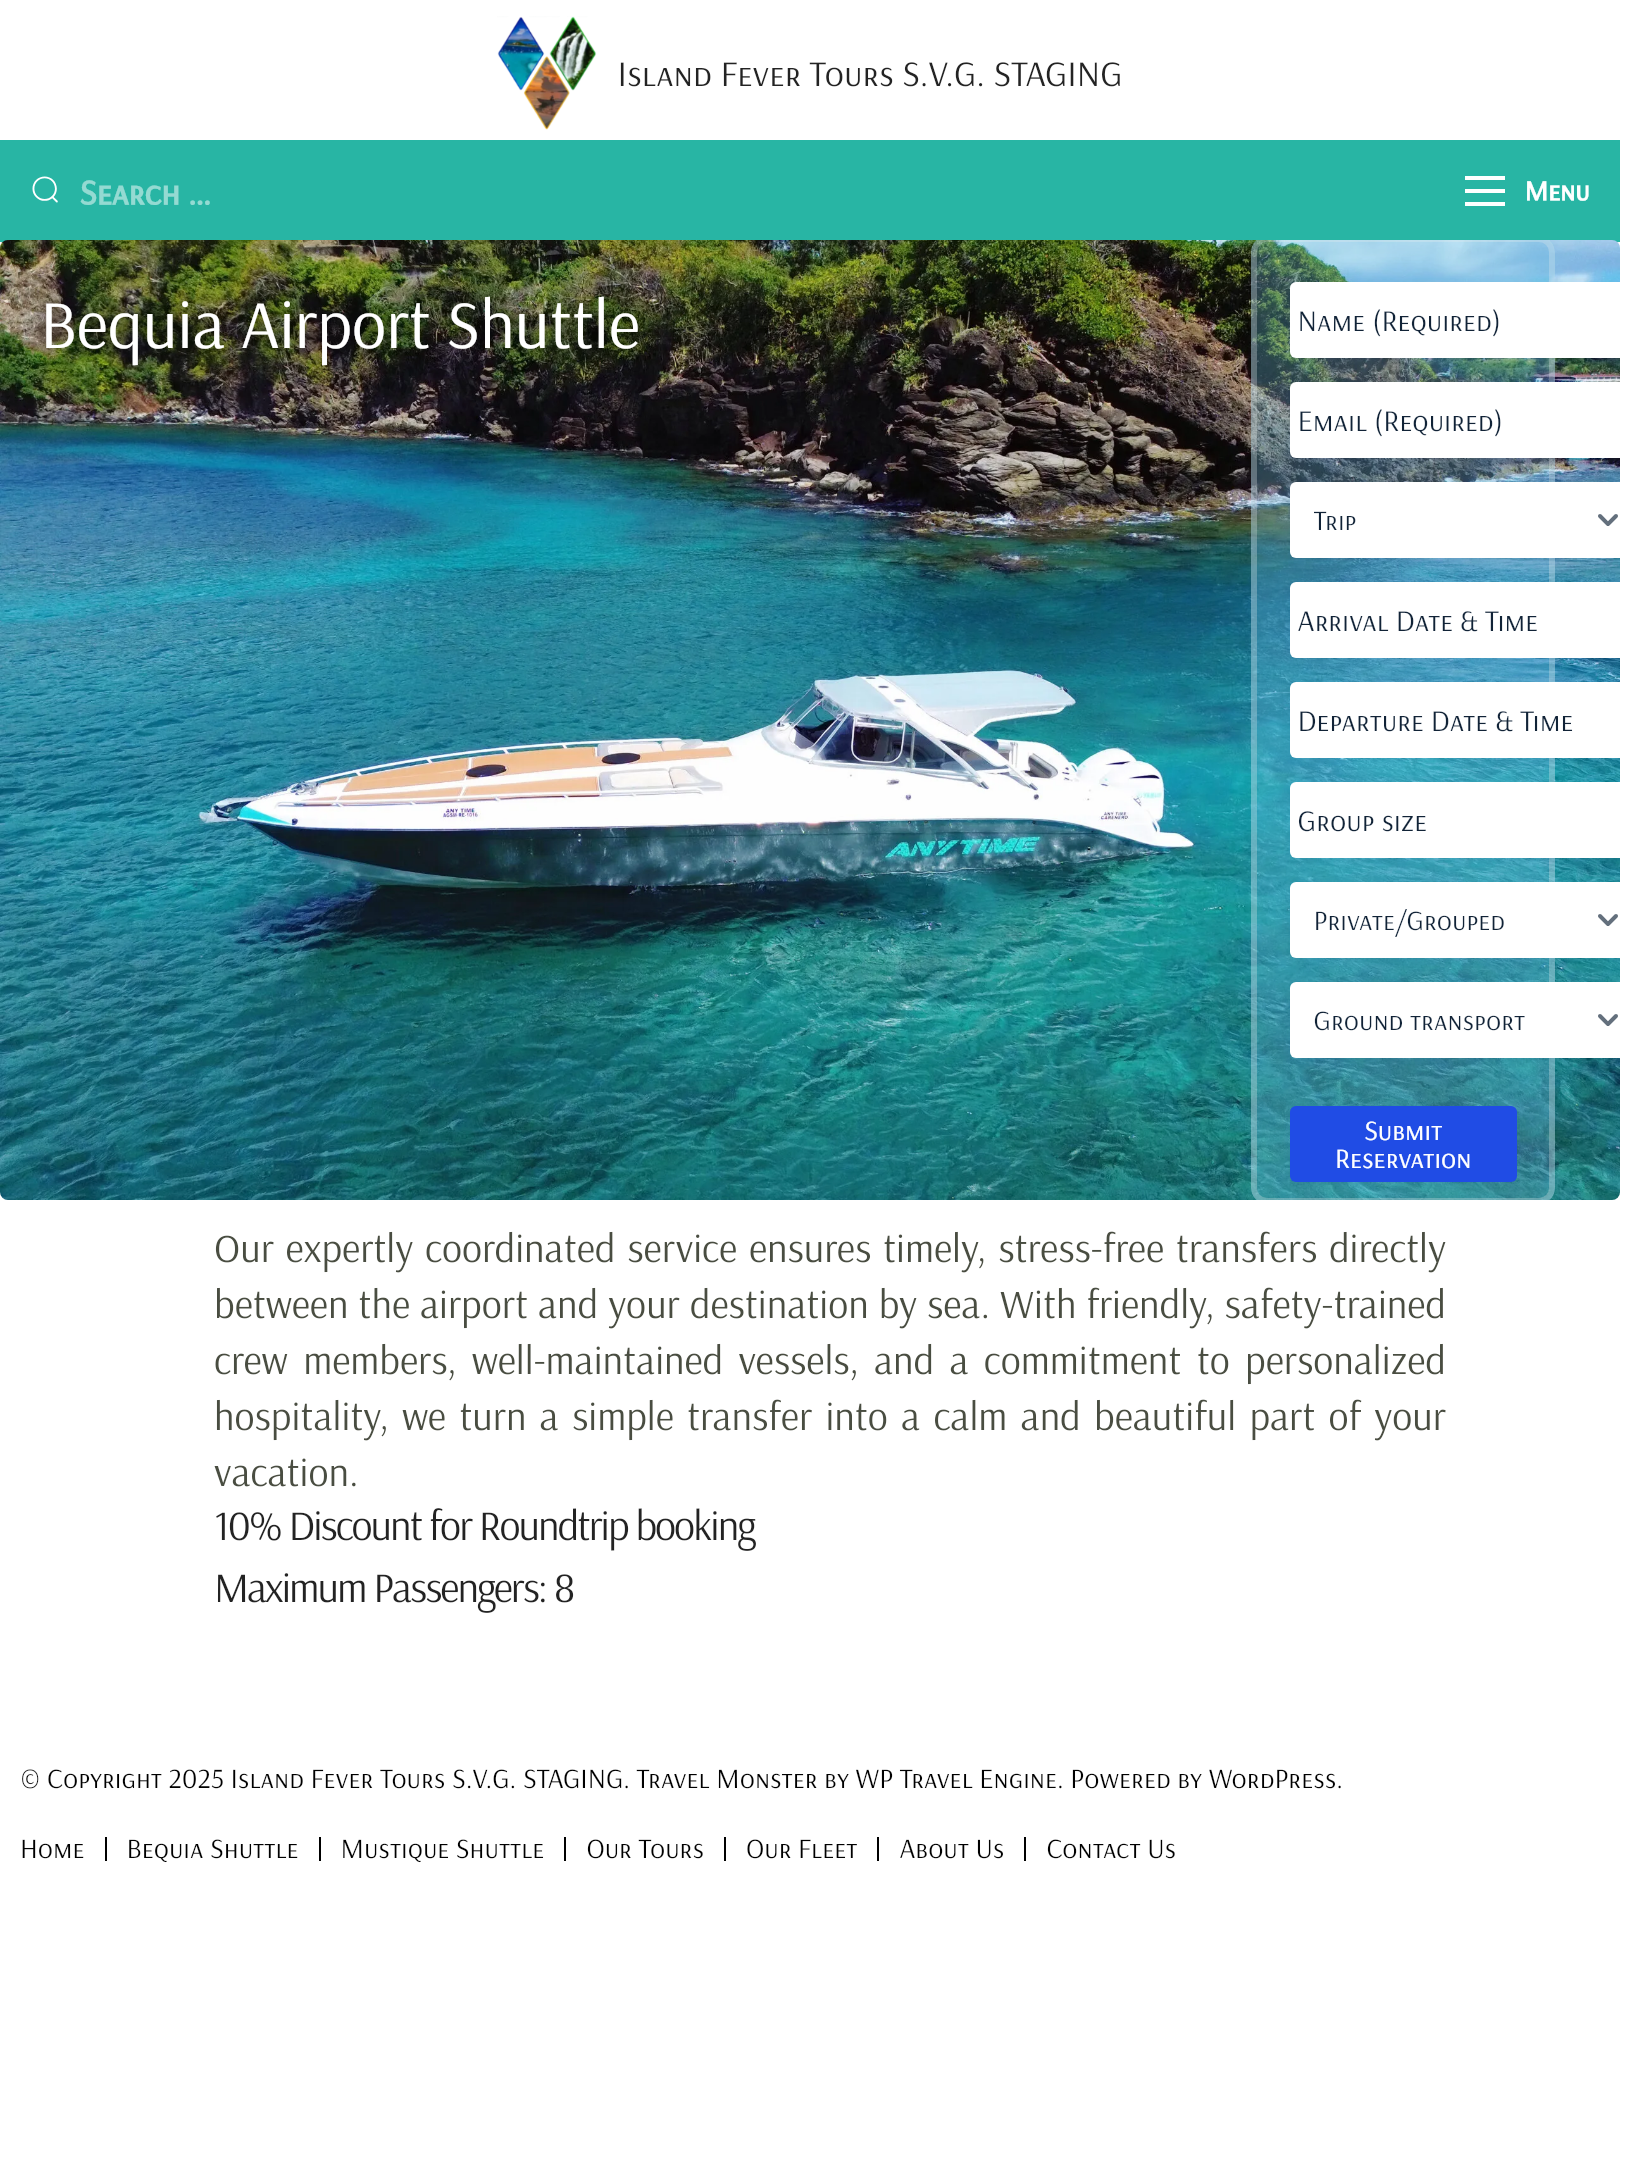 Island Fever Tours S.V.G. STAGING
Search ...
Menu
Bequia Airport Shuttle
Name (Required)
Email (Required)
Trip
Arrival Date & Time
Departure Date & Time
Group size
Private/Grouped
Ground transport
Submit
Reservation
ANY TIME
ANYTIME
Our expertly coordinated service ensures timely, stress-free transfers directly
between the airport and your destination by sea. With friendly, safety-trained
crew members, well-maintained vessels, and a commitment to personalized
hospitality, we turn a simple transfer into a calm and beautiful part of your
vacation.
10% Discount for Roundtrip booking
Maximum Passengers: 8
© Copyright 2025 Island Fever Tours S.V.G. STAGING. Travel Monster by WP Travel Engine. Powered by WordPress.
Home | Bequia Shuttle | Mustique Shuttle | Our Tours | Our Fleet | About Us | Contact Us